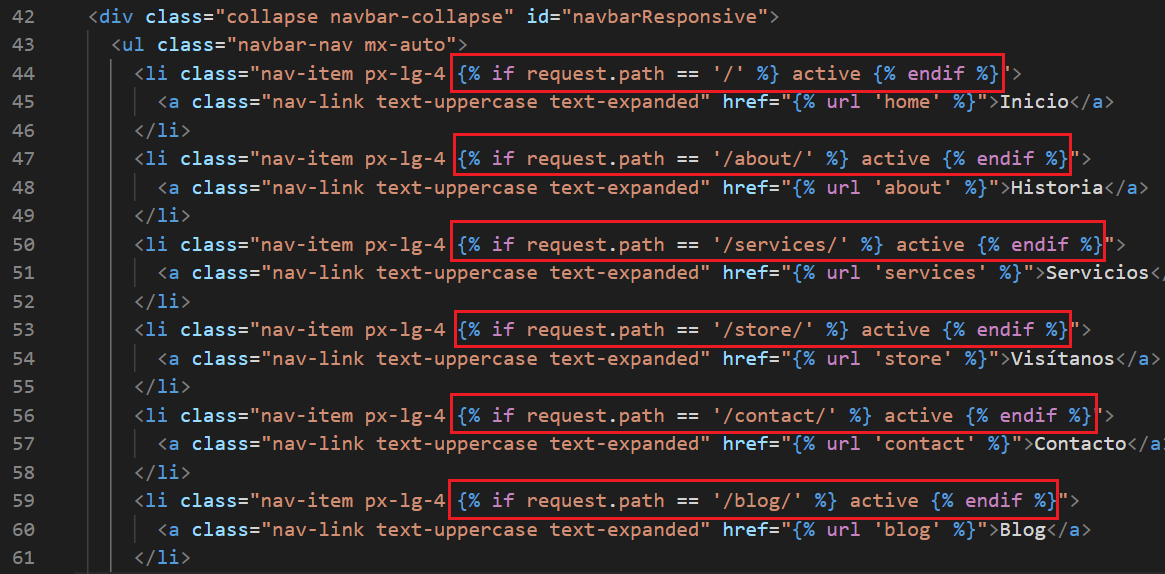 42 <div class="collapse navbar-collapse" id="navbarResponsive">
43 <ul class="navbar-nav mx-auto">
44 <li class="nav-item px-lg-4 {% if request.path == '/' %} active {% endif %}">
45 <a class="nav-link text-uppercase text-expanded" href="{% url 'home' %}">Inicio</a>
46 </li>
47 <li class="nav-item px-lg-4 {% if request.path == '/about/' %} active {% endif %}">
48 <a class="nav-link text-uppercase text-expanded" href="{% url 'about' %}">Historia</a>
49 </li>
50 <li class="nav-item px-lg-4 {% if request.path == '/services/' %} active {% endif %}">
51 <a class="nav-link text-uppercase text-expanded" href="{% url 'services' %}">Servicios</
52 </li>
53 <li class="nav-item px-lg-4 {% if request.path == '/store/' %} active {% endif %}">
54 <a class="nav-link text-uppercase text-expanded" href="{% url 'store' %}">Visítanos</a>
55 </li>
56 <li class="nav-item px-lg-4 {% if request.path == '/contact/' %} active {% endif %}">
57 <a class="nav-link text-uppercase text-expanded" href="{% url 'contact' %}">Contacto</a
58 </li>
59 <li class="nav-item px-lg-4 {% if request.path == '/blog/' %} active {% endif %}">
60 <a class="nav-link text-uppercase text-expanded" href="{% url 'blog' %}">Blog</a>
61 </li>